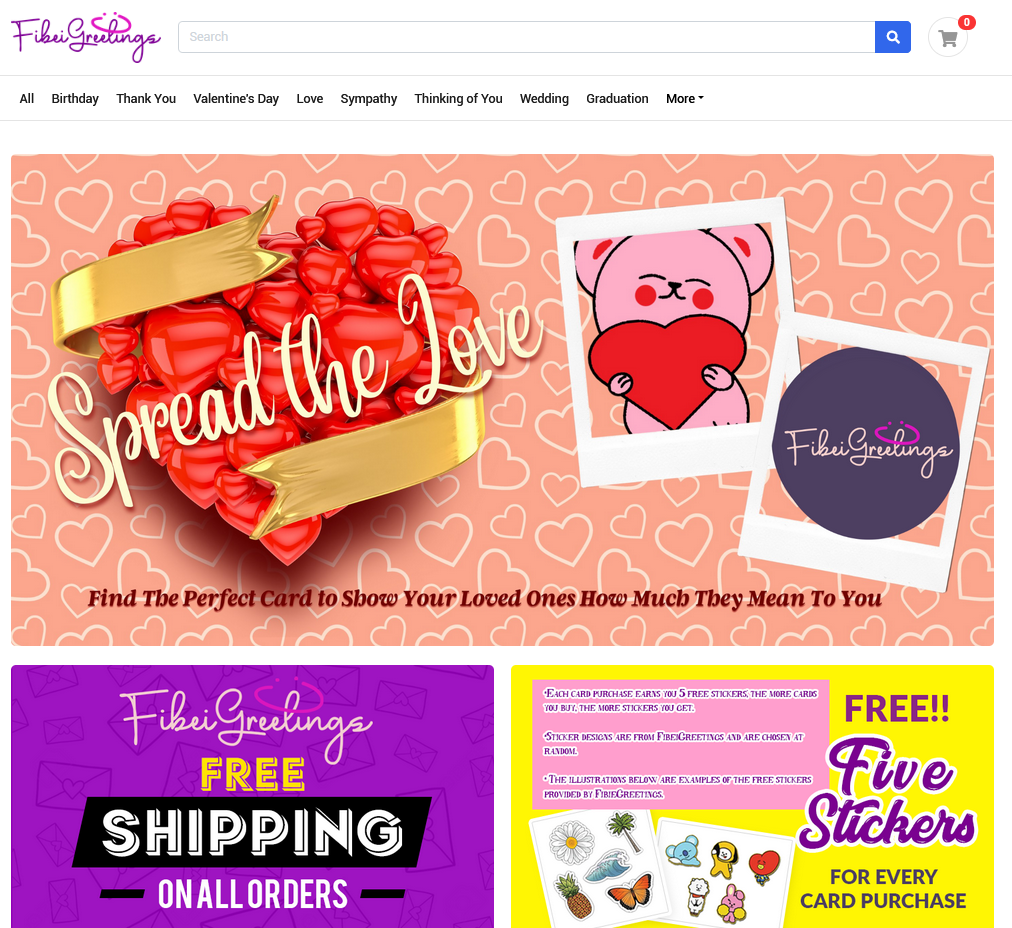 FibeiGreetings
Search
0
All Birthday Thank You Valentine's Day Love Sympathy Thinking of You Wedding Graduation More
Spread the Love
FibeiGreetings
Find The Perfect Card to Show Your Loved Ones How Much They Mean To You
FibeiGreetings
FREE
SHIPPING
ON ALL ORDERS
•Each card purchase earns you 5 free stickers, the more cards
you buy, the more stickers you get.
•Sticker designs are from FibeiGreetings and are chosen at
random.
• The illustrations below are examples of the free stickers
provided by FibieGreetings.
FREE!!
Five
Stickers
FOR EVERY
CARD PURCHASE